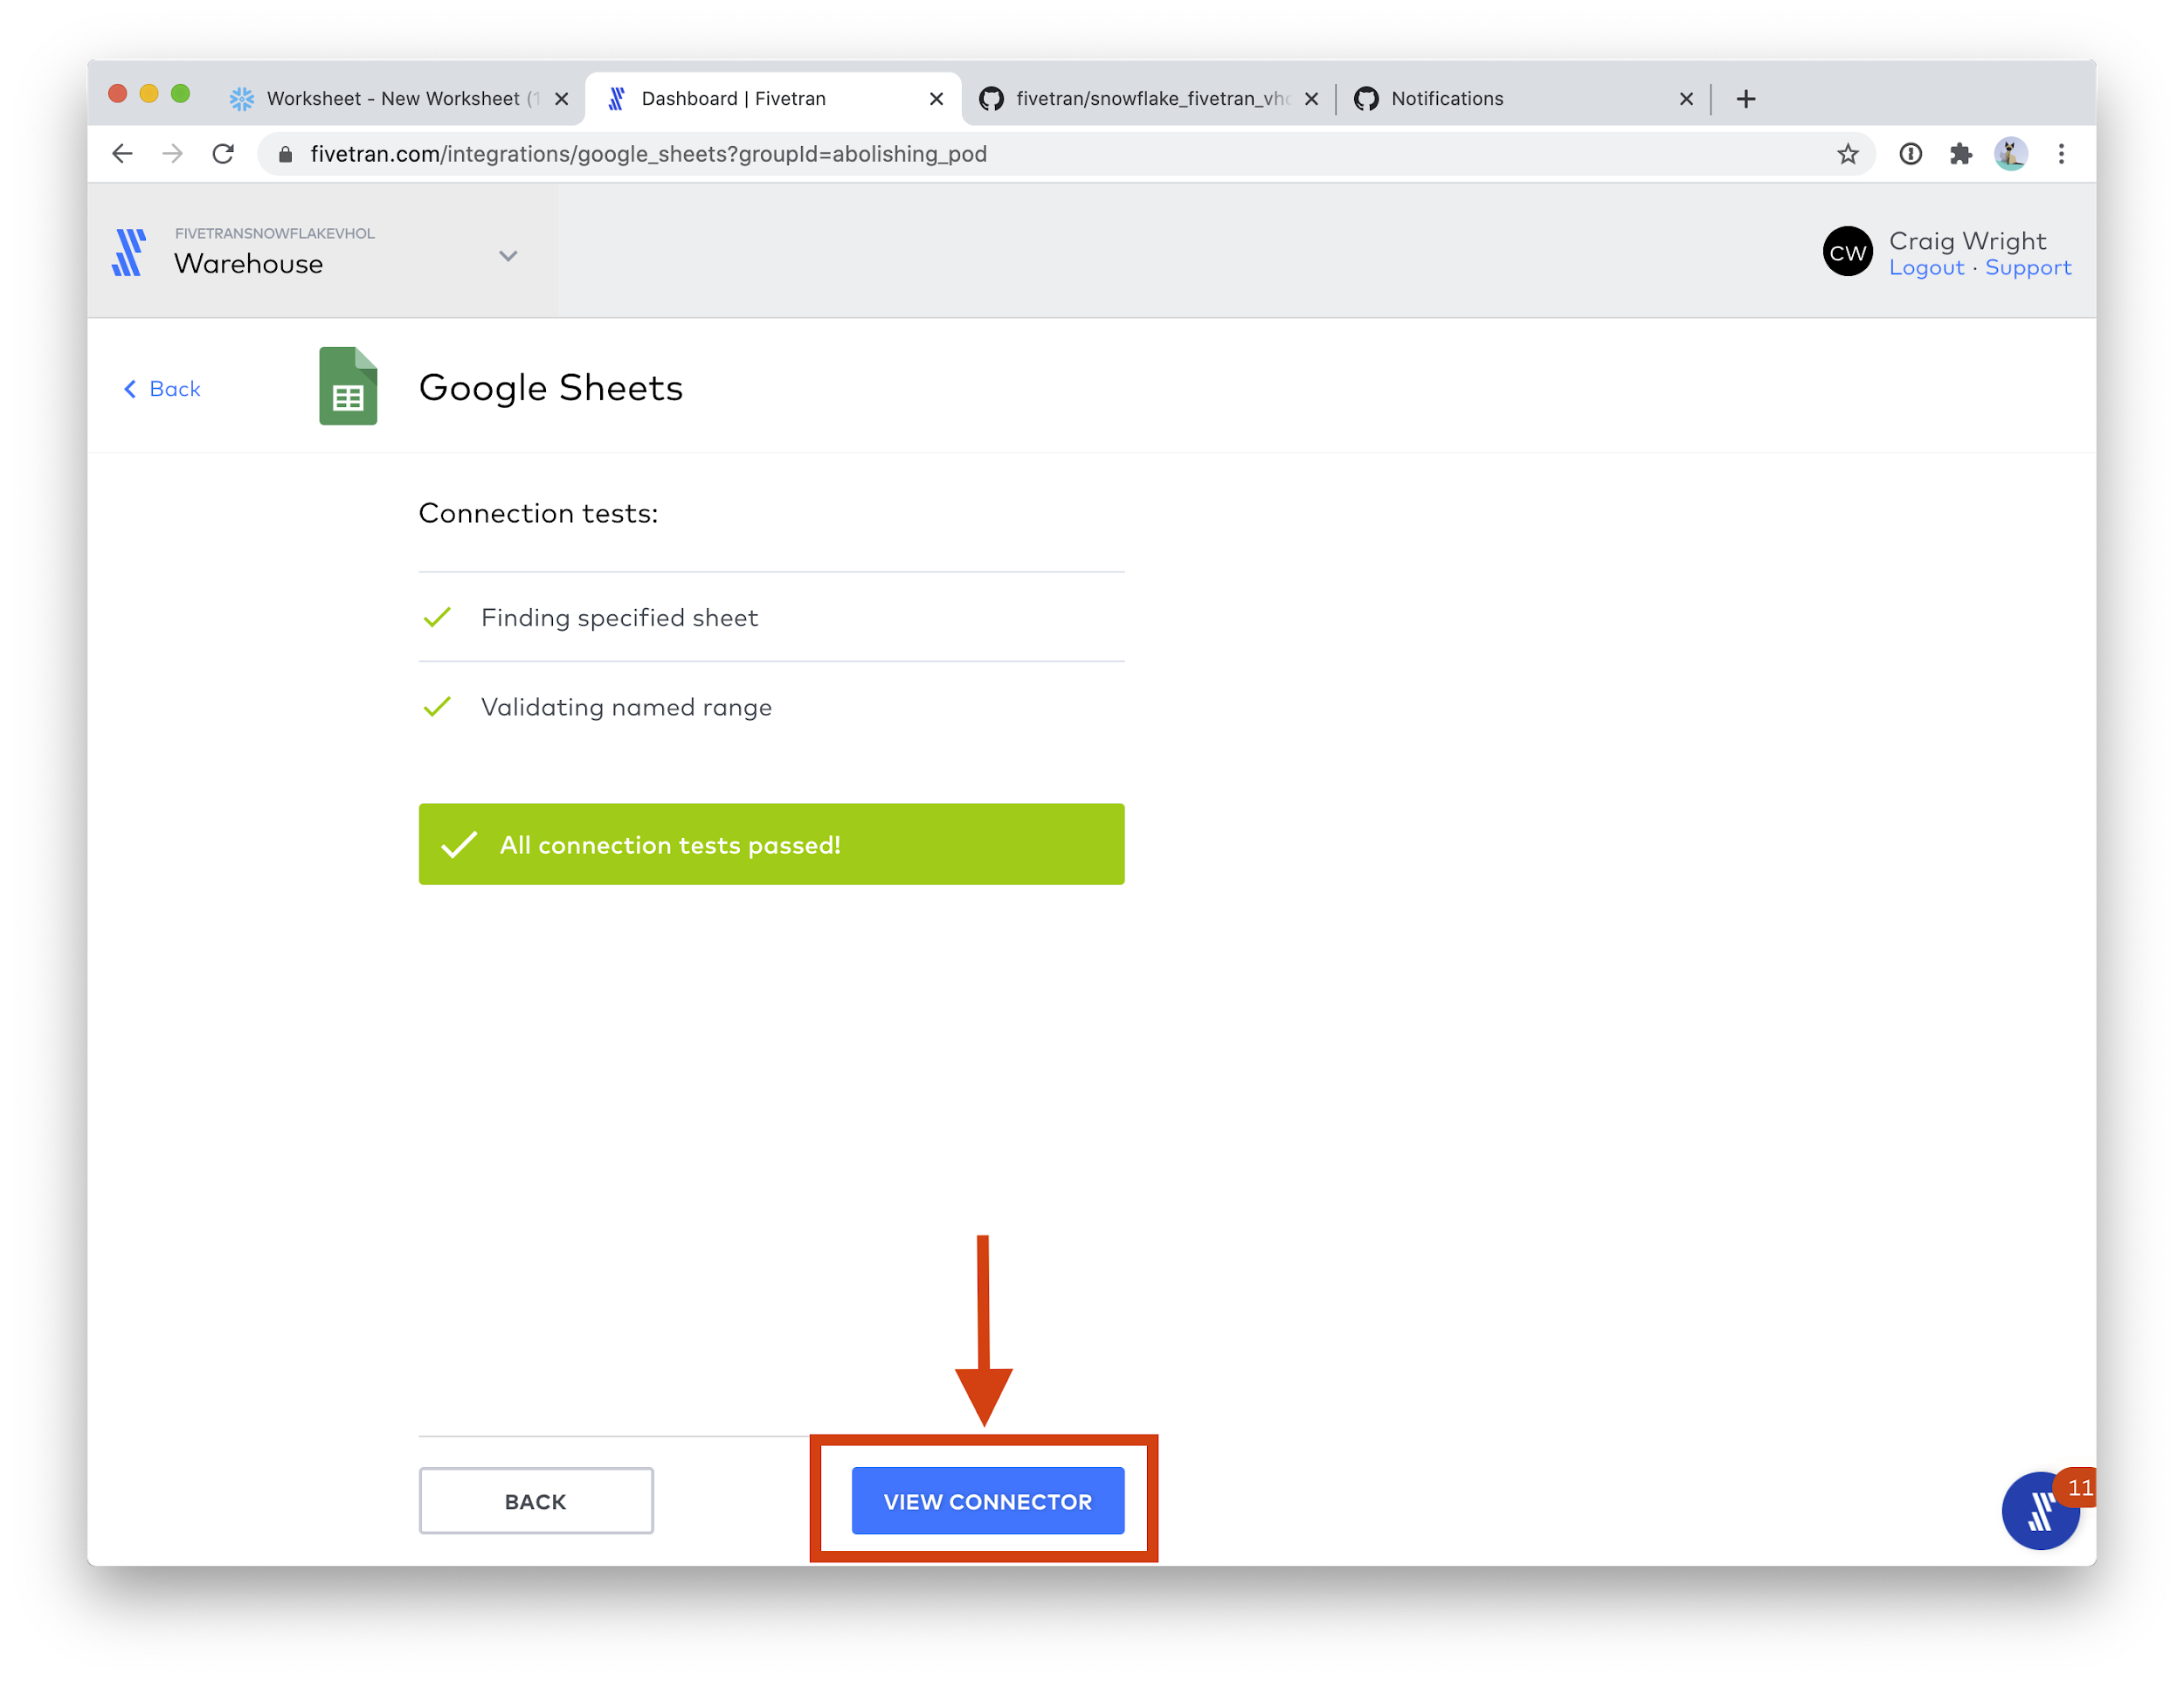 Worksheet - New Worksheet (1
Dashboard | Fivetran
fivetran/snowflake_fivetran_vho
Notifications
fivetran.com/integrations/google_sheets?groupId=abolishing_pod
FIVETRANSNOWFLAKEVHOL
Warehouse
CW
Craig Wright
Logout · Support
Back
Google Sheets
Connection tests:
Finding specified sheet
Validating named range
All connection tests passed!
BACK
VIEW CONNECTOR
11